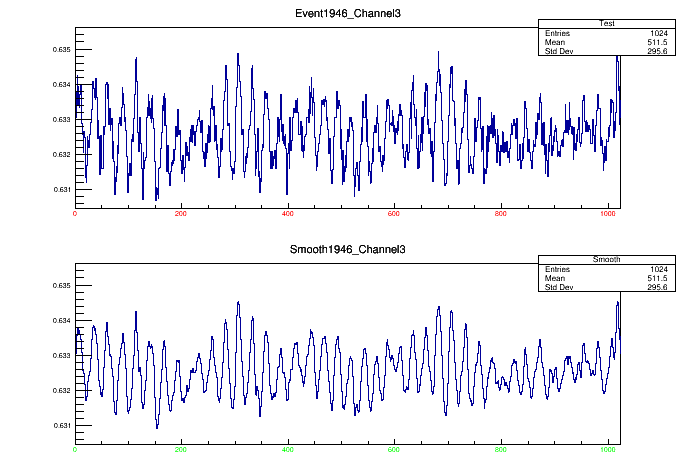 Event1946_Channel3
Test
Entries 1024
Mean 511.5
Std Dev 295.6
0.635
0.634
0.633
0.632
0.631
0 200 400 600 800 1000
Smooth1946_Channel3
Smooth
Entries 1024
Mean 511.5
Std Dev 295.6
0.635
0.634
0.633
0.632
0.631
0 200 400 600 800 1000